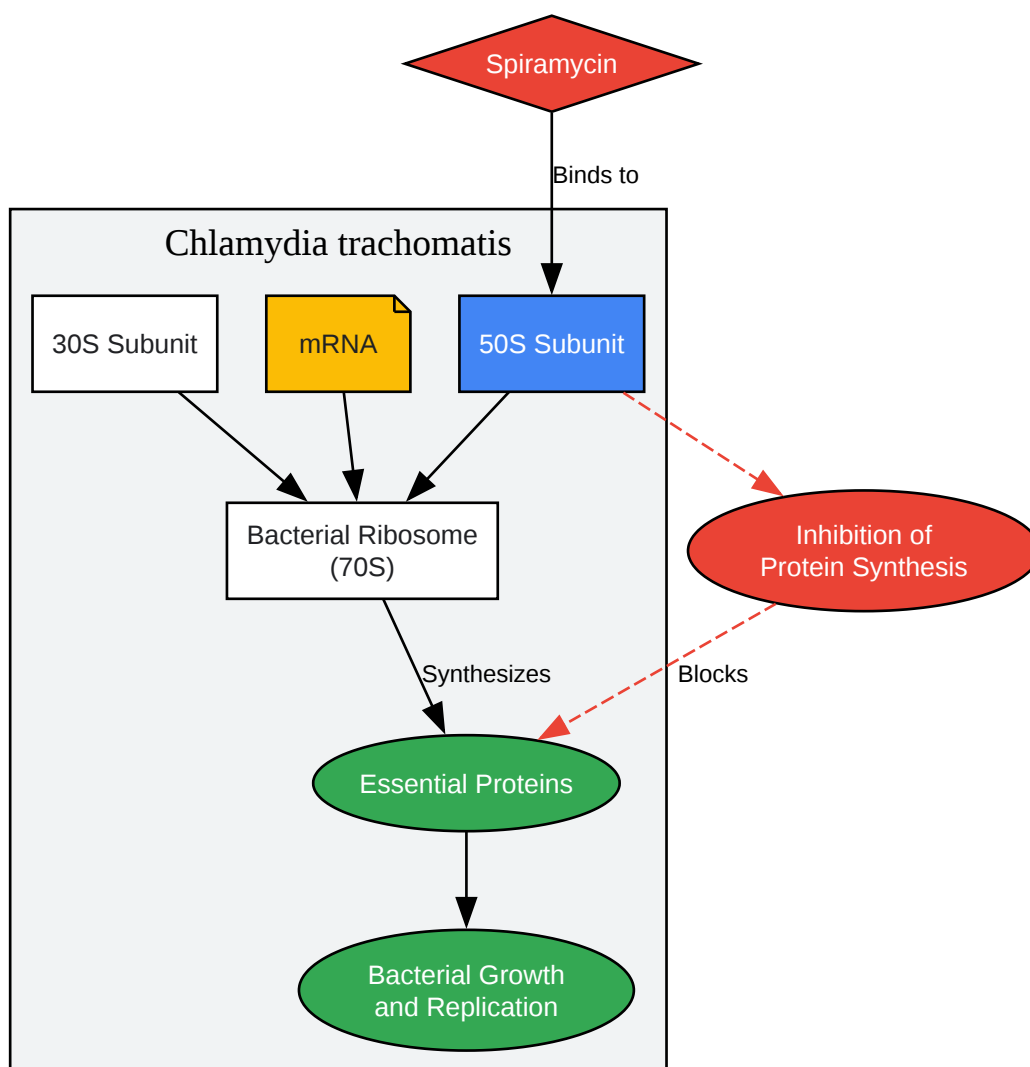 Spiramycin
Binds to
Chlamydia trachomatis
30S Subunit
mRNA
50S Subunit
Bacterial Ribosome
(70S)
Inhibition of
Protein Synthesis
Synthesizes
Blocks
Essential Proteins
Bacterial Growth
and Replication